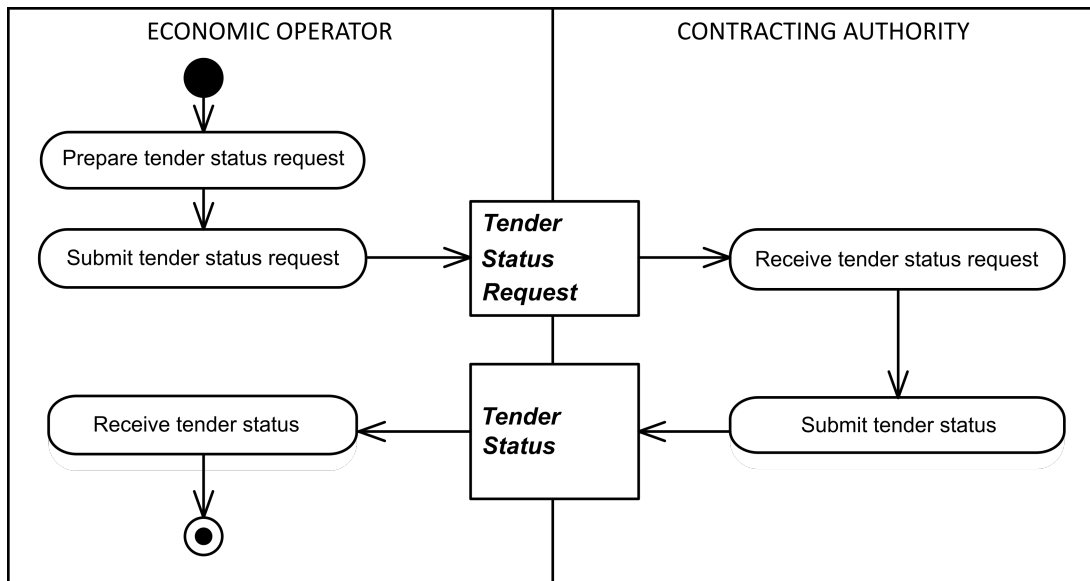 ECONOMIC OPERATOR
CONTRACTING AUTHORITY
Prepare tender status request
Submit tender status request
Tender
Status
Request
Receive tender status request
Receive tender status
Tender
Status
Submit tender status